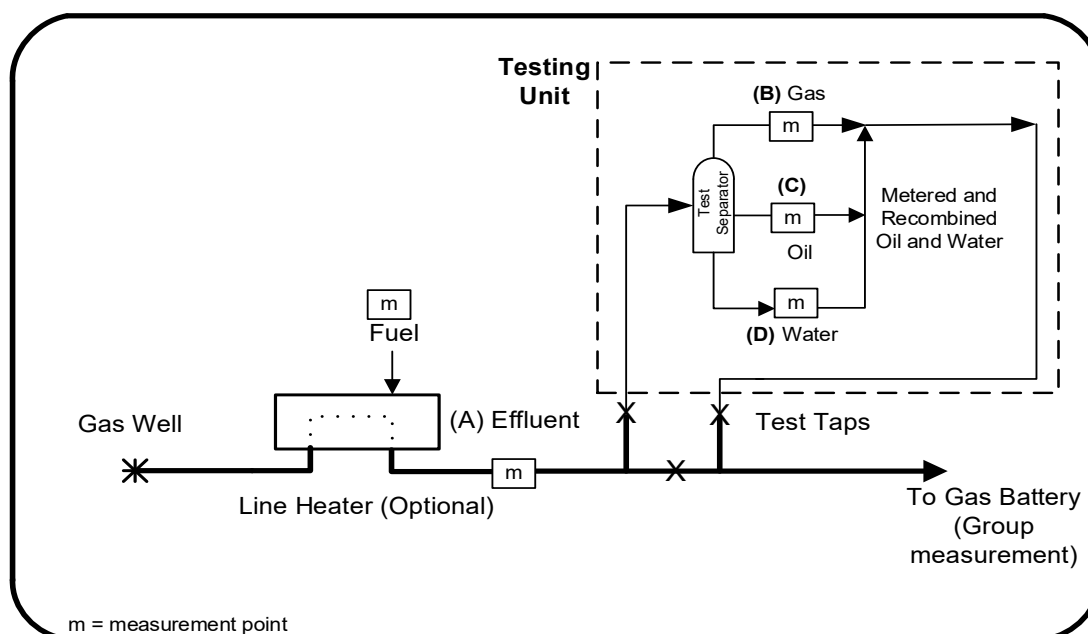 Testing
Unit
(B) Gas
m
Test
Separator
(C)
m
Oil
Metered and
Recombined
Oil and Water
m
(D) Water
m
Fuel
Gas Well
(A) Effluent
Test Taps
m
Line Heater (Optional)
To Gas Battery
(Group
measurement)
m = measurement point